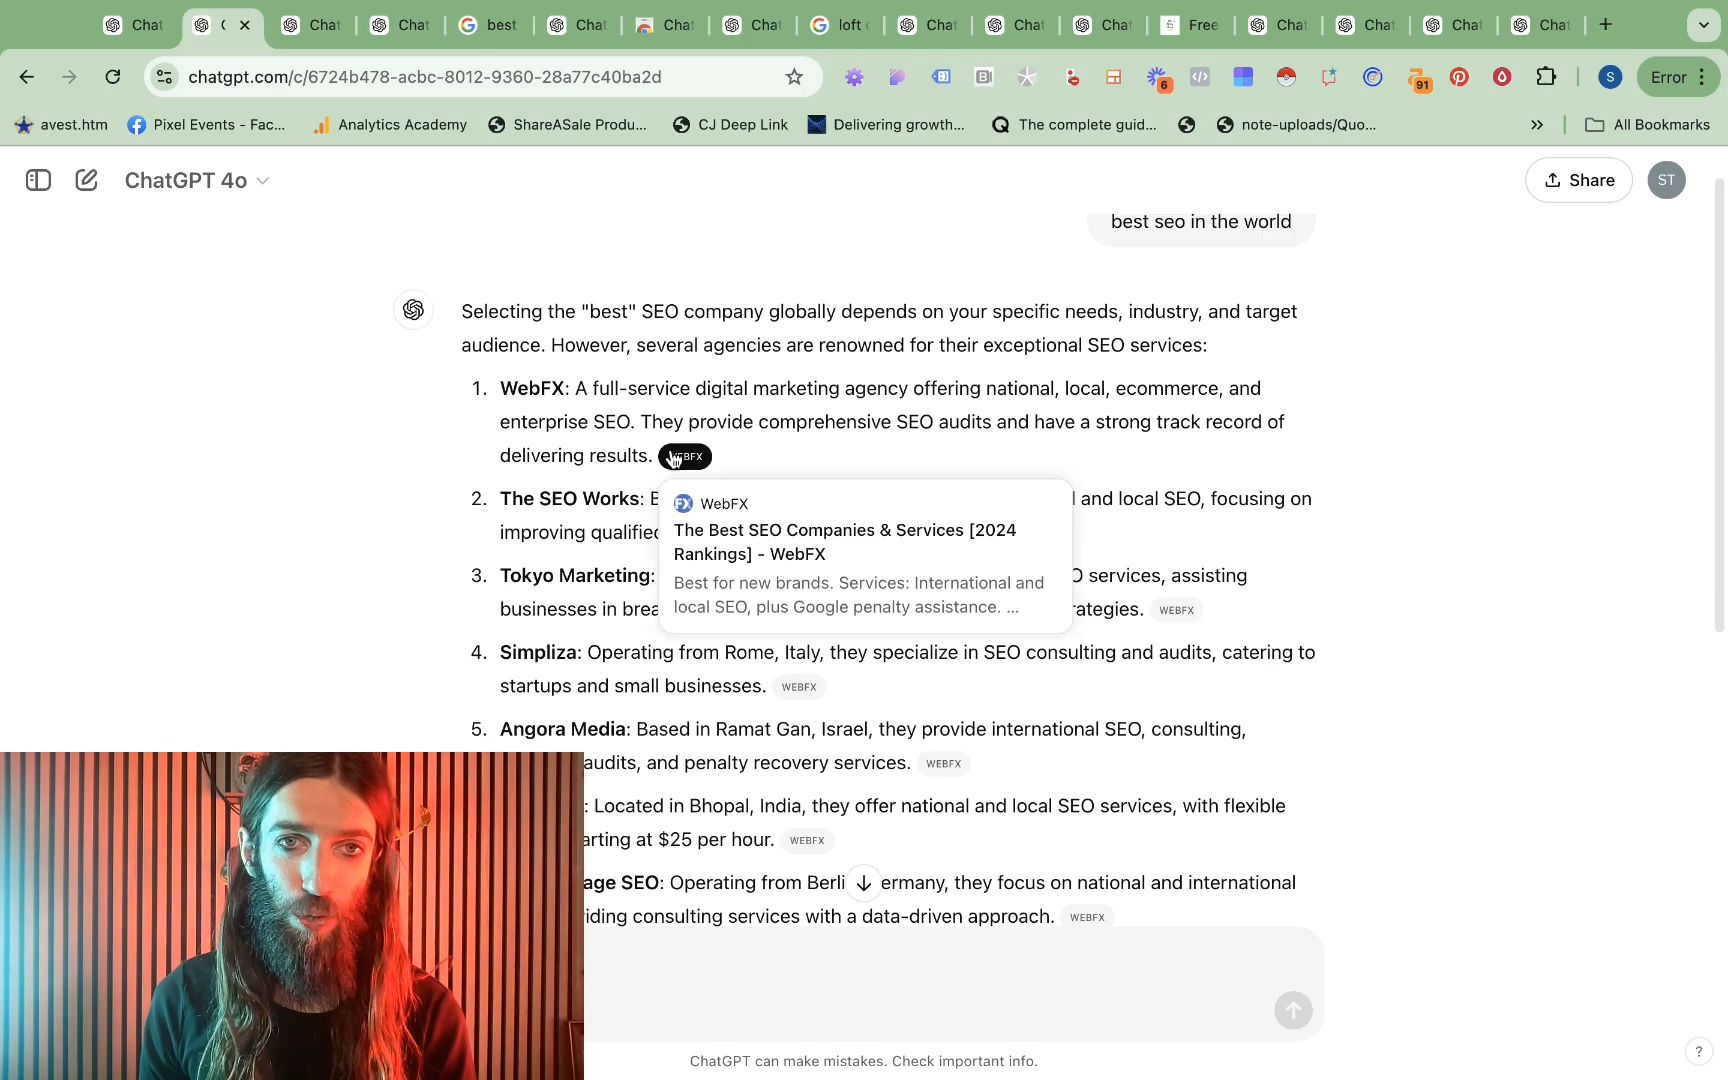 Chat
Chat
Chat
best
Chat
Chat
Chat
loft
Chat
Chat
Chat
Free
Chat
Chat
Chat
Chat
chatgpt.com/c/6724b478-acbc-8012-9360-28a77c40ba2d
6
91
S
Error
avest.htm
Pixel Events - Fac...
Analytics Academy
ShareASale Produ...
CJ Deep Link
Delivering growth...
The complete guid...
note-uploads/Quo...
All Bookmarks
ChatGPT 4o
Share
ST
best seo in the world
Selecting the "best" SEO company globally depends on your specific needs, industry, and target
audience. However, several agencies are renowned for their exceptional SEO services:
1. WebFX: A full-service digital marketing agency offering national, local, ecommerce, and
enterprise SEO. They provide comprehensive SEO audits and have a strong track record of
delivering results.
2. The SEO Works: B l and local SEO, focusing on
improving qualified
3. Tokyo Marketing: O services, assisting
businesses in brea rategies. WEBFX
FX WebFX
The Best SEO Companies & Services [2024
Rankings] - WebFX
Best for new brands. Services: International and
local SEO, plus Google penalty assistance. ...
4. Simpliza: Operating from Rome, Italy, they specialize in SEO consulting and audits, catering to
startups and small businesses. WEBFX
5. Angora Media: Based in Ramat Gan, Israel, they provide international SEO, consulting,
audits, and penalty recovery services. WEBFX
: Located in Bhopal, India, they offer national and local SEO services, with flexible
arting at $25 per hour. WEBFX
age SEO: Operating from Berli ermany, they focus on national and international
iding consulting services with a data-driven approach. WEBFX
ChatGPT can make mistakes. Check important info.
?